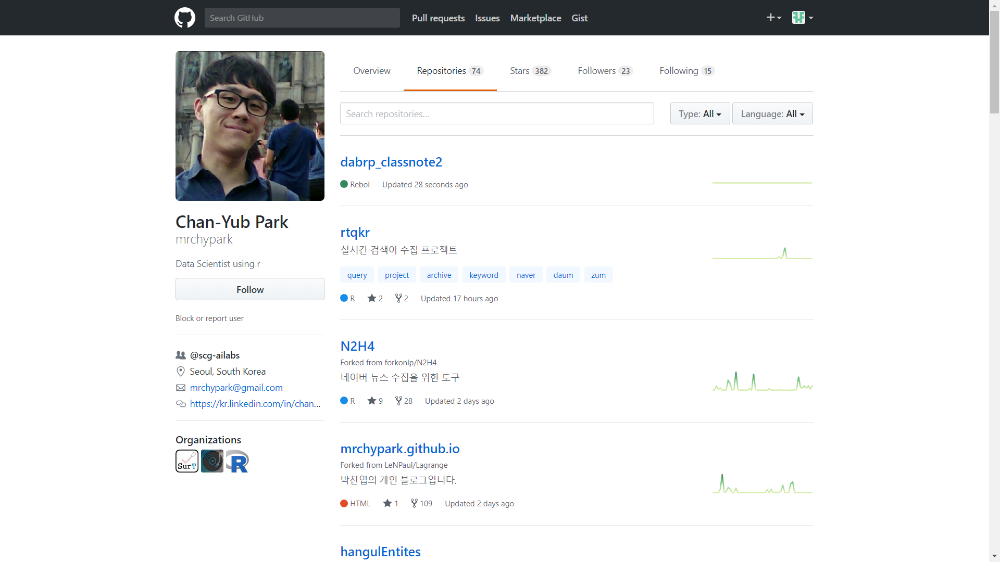 Search GitHub
Pull requests
Issues
Marketplace
Gist
Overview
Repositories 74
Stars 382
Followers 23
Following 15
Search repositories...
Type: All
Language: All
Chan-Yub Park
mrchypark
Data Scientist using r
Follow
Block or report user
@scg-ailabs
Seoul, South Korea
mrchypark@gmail.com
https://kr.linkedin.com/in/chan...
Organizations
SurT
R
dabrp_classnote2
Rebol Updated 28 seconds ago
rtqkr
실시간 검색어 수집 프로젝트
query project archive keyword naver daum zum
R 2 2 Updated 17 hours ago
N2H4
Forked from forkonlp/N2H4
네이버 뉴스 수집을 위한 도구
R 9 28 Updated 2 days ago
mrchypark.github.io
Forked from LeNPaul/Lagrange
박찬엽의 개인 블로그입니다.
HTML 1 109 Updated 2 days ago
hangulEntites